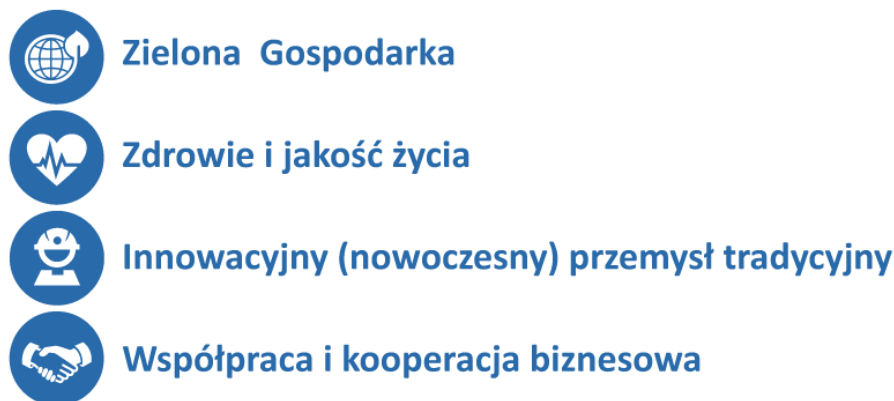 Zielona Gospodarka
Zdrowie i jakość życia
Innowacyjny (nowoczesny) przemysł tradycyjny
Współpraca i kooperacja biznesowa